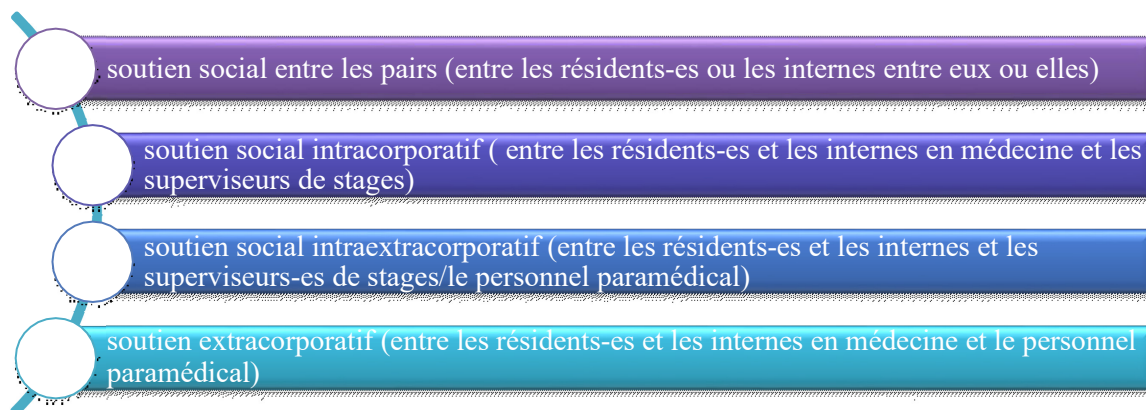 soutien social entre les pairs (entre les résidents-es ou les internes entre eux ou elles)
soutien social intracorporatif ( entre les résidents-es et les internes en médecine et les
superviseurs de stages)
soutien social intraextracorporatif (entre les résidents-es et les internes et les
superviseurs-es de stages/le personnel paramédical)
soutien extracorporatif (entre les résidents-es et les internes en médecine et le personnel
paramédical)